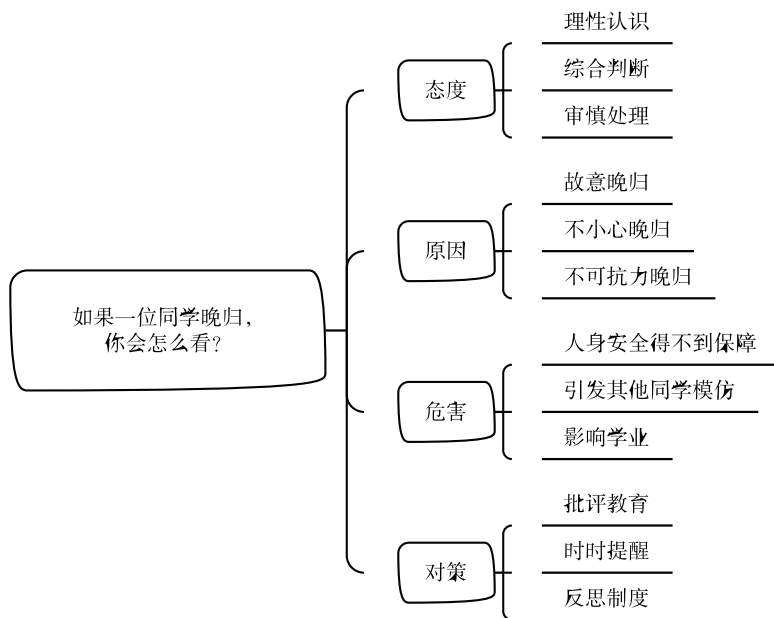 如果一位同学晚归，
你会怎么看？
态度
理性认识
综合判断
审慎处理
原因
故意晚归
不小心晚归
不可抗力晚归
危害
人身安全得不到保障
引发其他同学模仿
影响学业
对策
批评教育
时时提醒
反思制度